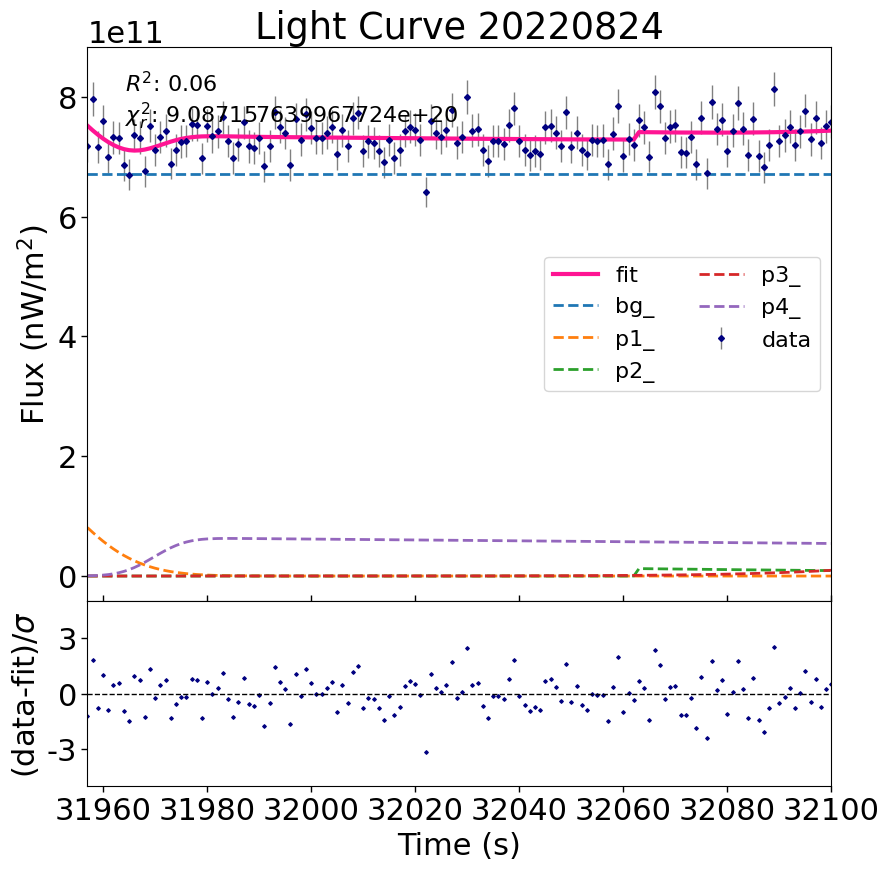 Light Curve 20220824
1e11
R²: 0.06
χ²ᵣ: 9.087157639967724e+20
8
6
4
2
0
Flux (nW/m²)
fit
bg_
p1_
p2_
p3_
p4_
data
3
0
-3
(data-fit)/σ
31960 31980 32000 32020 32040 32060 32080 32100
Time (s)